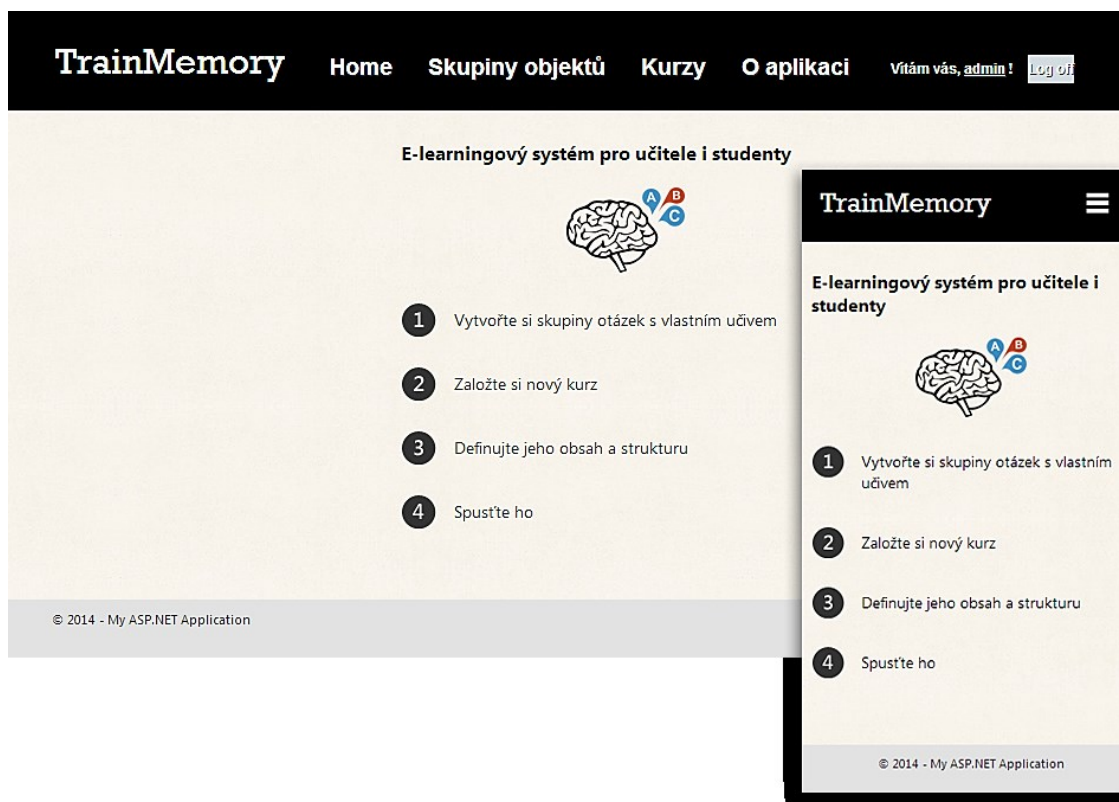 TrainMemory Home Skupiny objektů Kurzy O aplikaci Vítám vás, admin ! Log off
E-learningový systém pro učitele i studenty
A B
C
1 Vytvořte si skupiny otázek s vlastním učivem
2 Založte si nový kurz
3 Definujte jeho obsah a strukturu
4 Spusťte ho
© 2014 - My ASP.NET Application
TrainMemory
E-learningový systém pro učitele i
studenty
A B
C
1 Vytvořte si skupiny otázek s vlastním
učivem
2 Založte si nový kurz
3 Definujte jeho obsah a strukturu
4 Spusťte ho
© 2014 - My ASP.NET Application